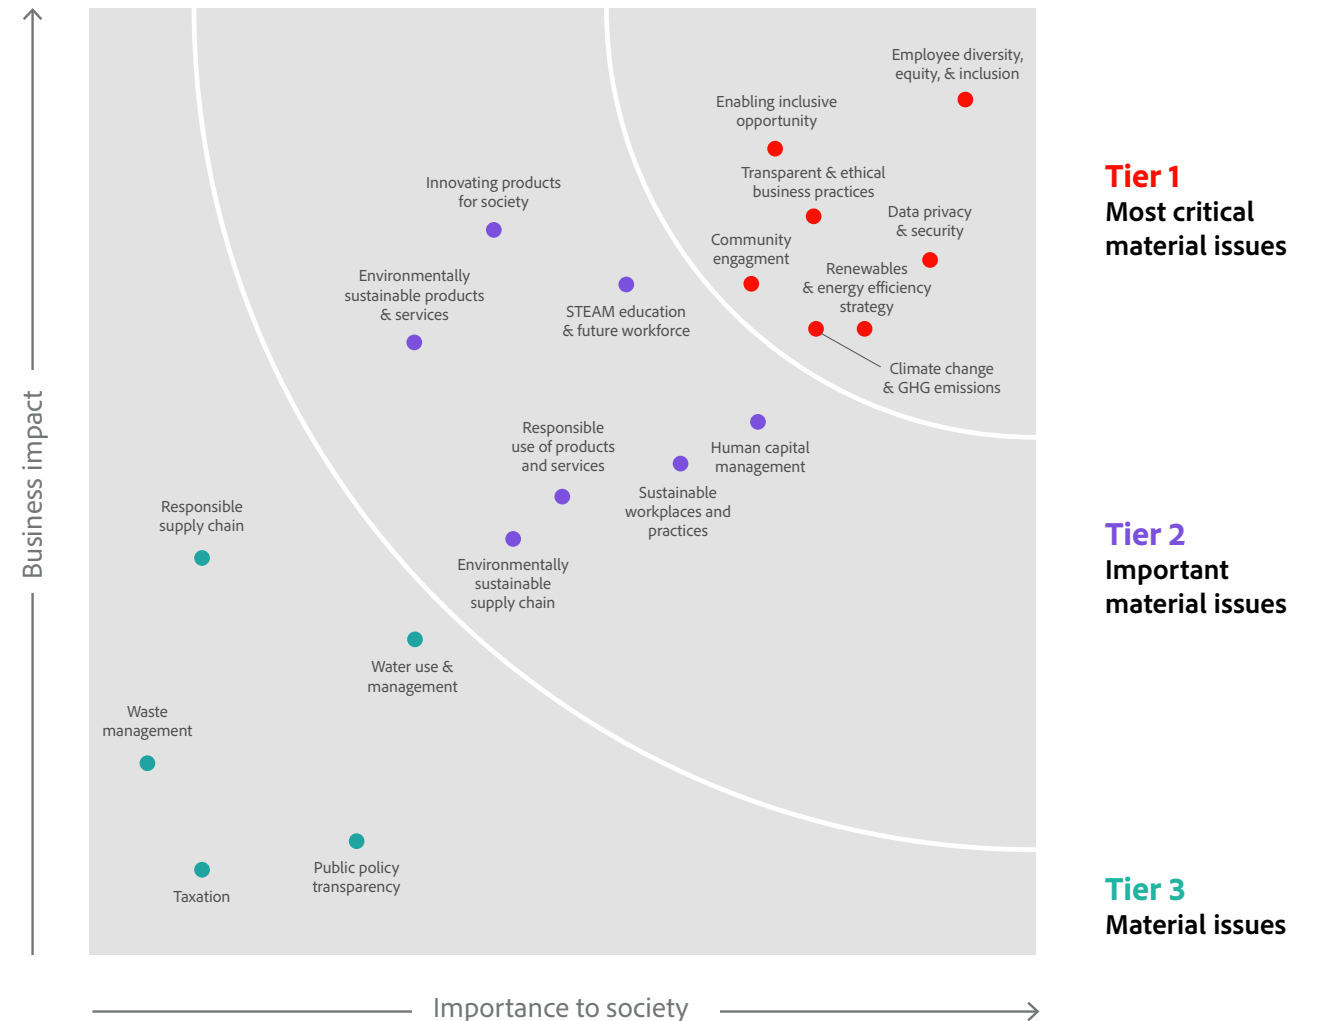 Employee diversity,
equity, & inclusion
Enabling inclusive
opportunity
Transparent & ethical
business practices
Innovating products
for society
Data privacy
& security
Community
engagment
Renewables
& energy efficiency
strategy
Environmentally
sustainable products
& services
STEAM education
& future workforce
Climate change
& GHG emissions
Responsible
use of products
and services
Human capital
management
Sustainable
workplaces and
practices
Responsible
supply chain
Environmentally
sustainable
supply chain
Water use &
management
Waste
management
Public policy
transparency
Taxation
Business impact
Importance to society
Tier 1
Most critical
material issues
Tier 2
Important
material issues
Tier 3
Material issues